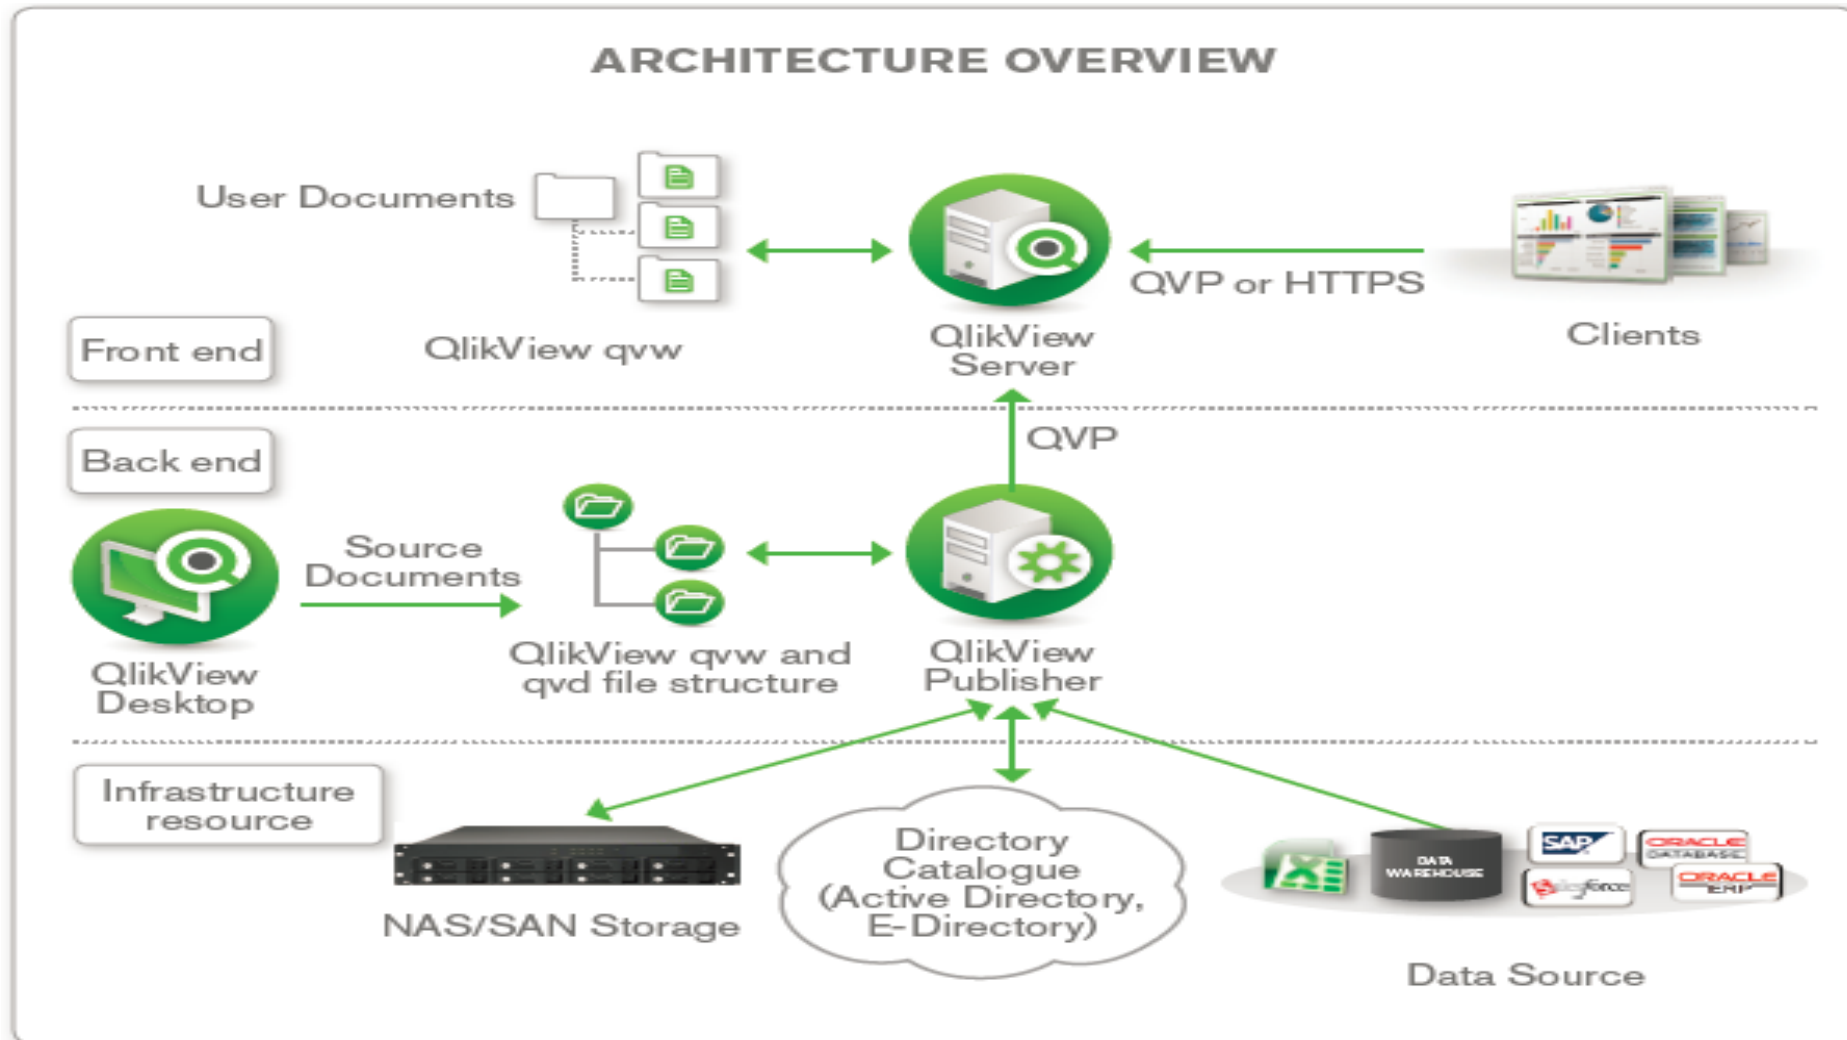 ARCHITECTURE OVERVIEW
User Documents
QlikView qvw
QlikView
Server
QVP or HTTPS
Clients
Front end
Back end
QVP
Source
Documents
QlikView
Desktop
QlikView qvw and
qvd file structure
QlikView
Publisher
Infrastructure
resource
NAS/SAN Storage
Directory
Catalogue
(Active Directory,
E-Directory)
DATA
WAREHOUSE
SAP
ORACLE
DATABASE
salesforce
ORACLE
ERP
Data Source